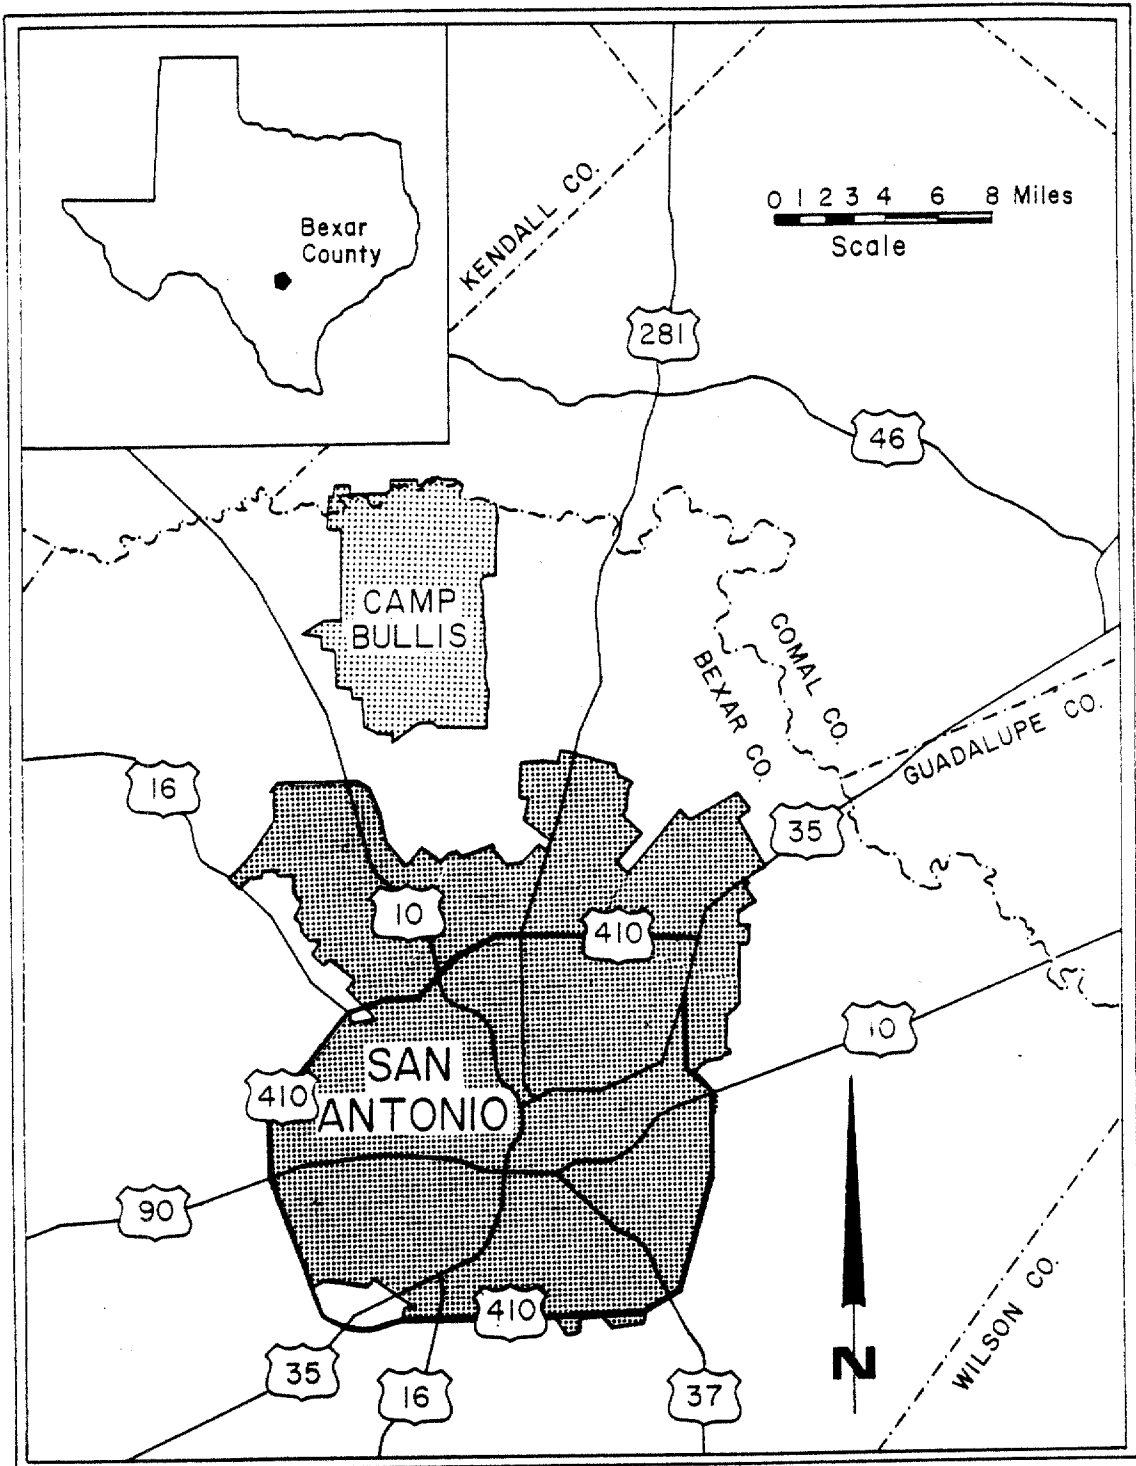 Bexar
County
KENDALL CO.
0 1 2 3 4 6 8 Miles
Scale
281
46
CAMP
BULLIS
COMAL CO.
BEXAR CO.
GUADALUPE CO.
16
35
10
410
10
SAN
ANTONIO
410
90
410
WILSON CO.
N
35
16
37